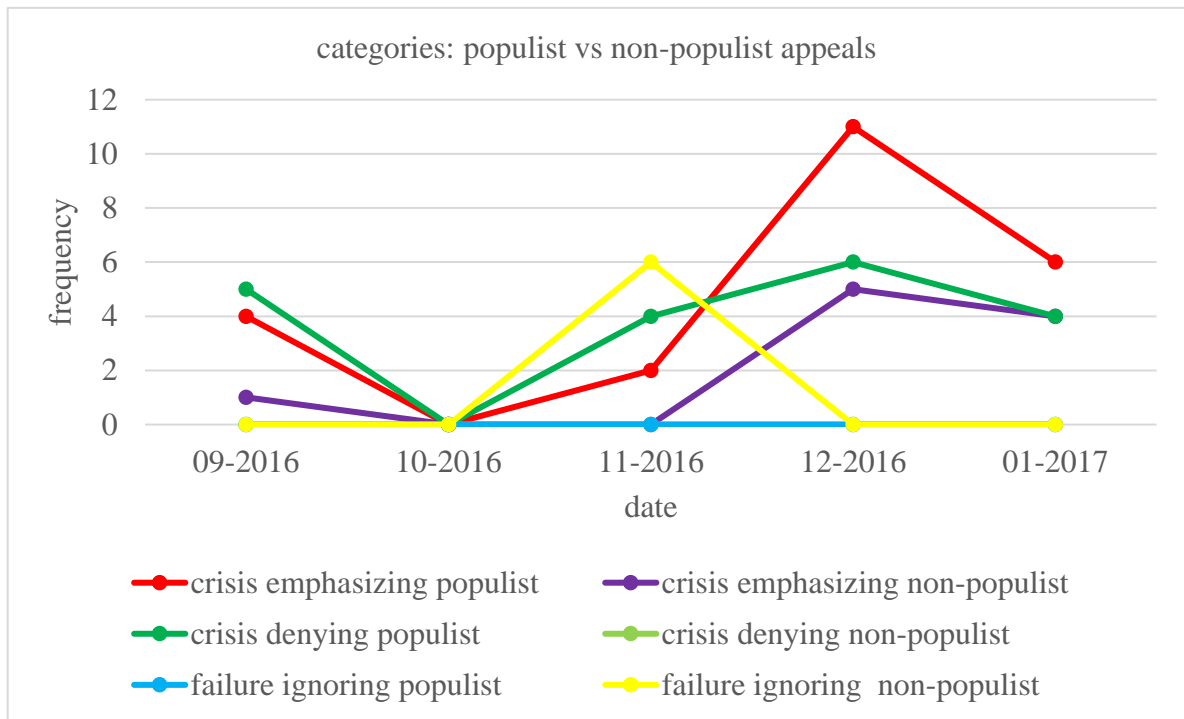 categories: populist vs non-populist appeals
12
10
8
6
4
2
0
frequency
09-2016 10-2016 11-2016 12-2016 01-2017
date
crisis emphasizing populist crisis emphasizing non-populist
crisis denying populist crisis denying non-populist
failure ignoring populist failure ignoring  non-populist